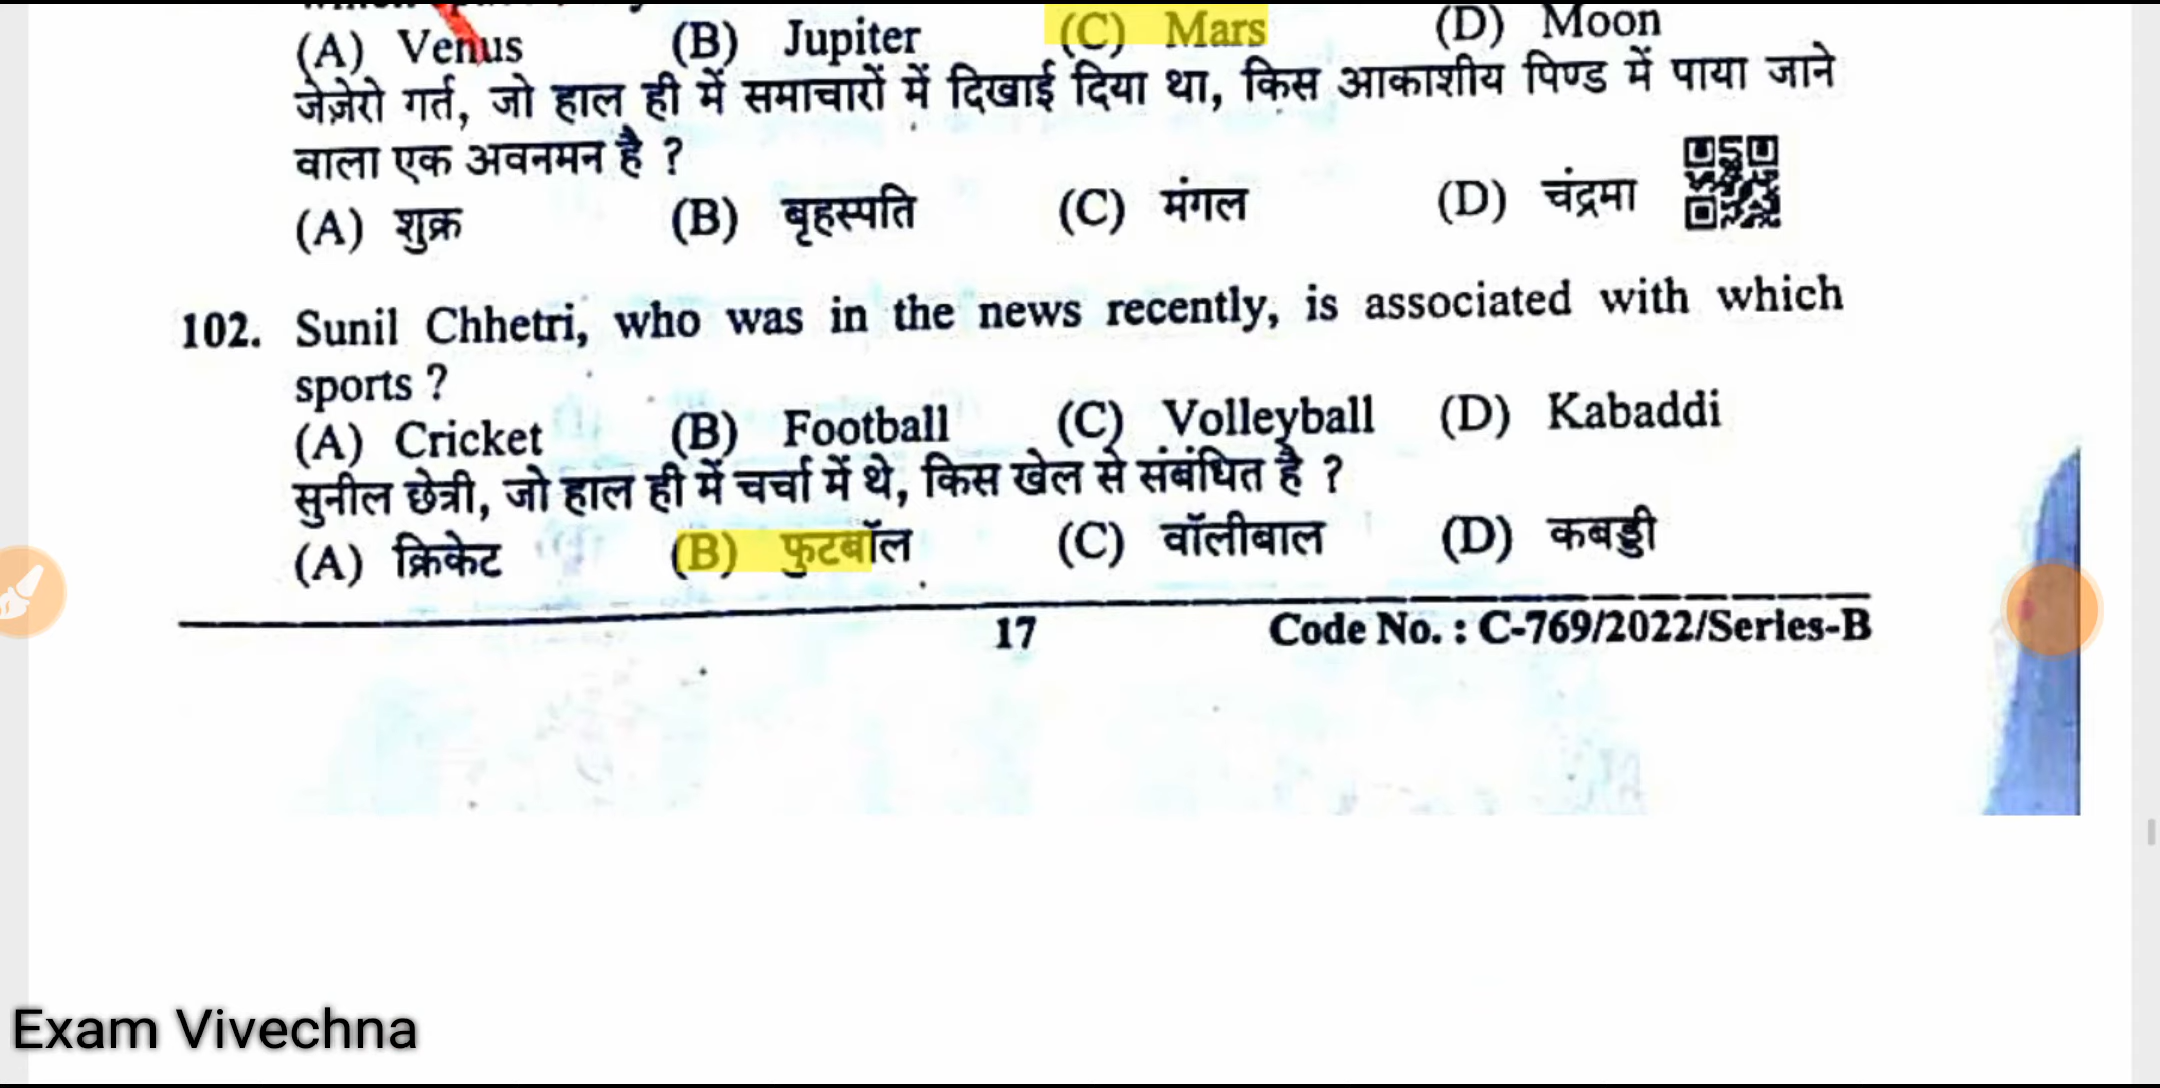 (A) Venus (B) Jupiter (C) Mars (D) Moon
जेज़ेरो गर्त, जो हाल ही में समाचारों में दिखाई दिया था, किस आकाशीय पिण्ड में पाया जाने
वाला एक अवनमन है ?
(A) शुक्र (B) बृहस्पति (C) मंगल (D) चंद्रमा
102. Sunil Chhetri, who was in the news recently, is associated with which
sports ?
(A) Cricket (B) Football (C) Volleyball (D) Kabaddi
सुनील छेत्री, जो हाल ही में चर्चा में थे, किस खेल से संबंधित है ?
(A) क्रिकेट (B) फुटबॉल (C) वॉलीबाल (D) कबड्डी
17 Code No. : C-769/2022/Series-B
Exam Vivechna